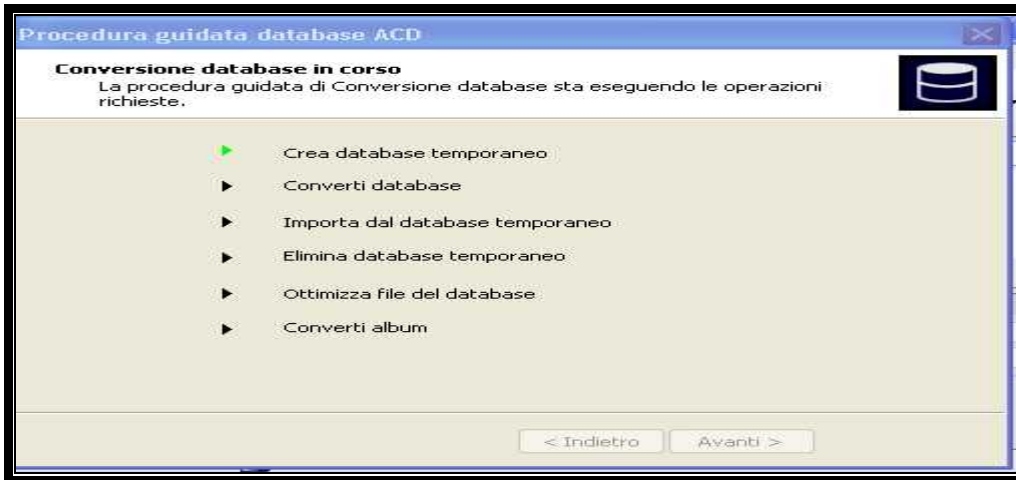 Procedura guidata database ACD
Conversione database in corso
La procedura guidata di Conversione database sta eseguendo le operazioni
richieste.
Crea database temporaneo
Converti database
Importa dal database temporaneo
Elimina database temporaneo
Ottimizza file del database
Converti album
< Indietro
Avanti >